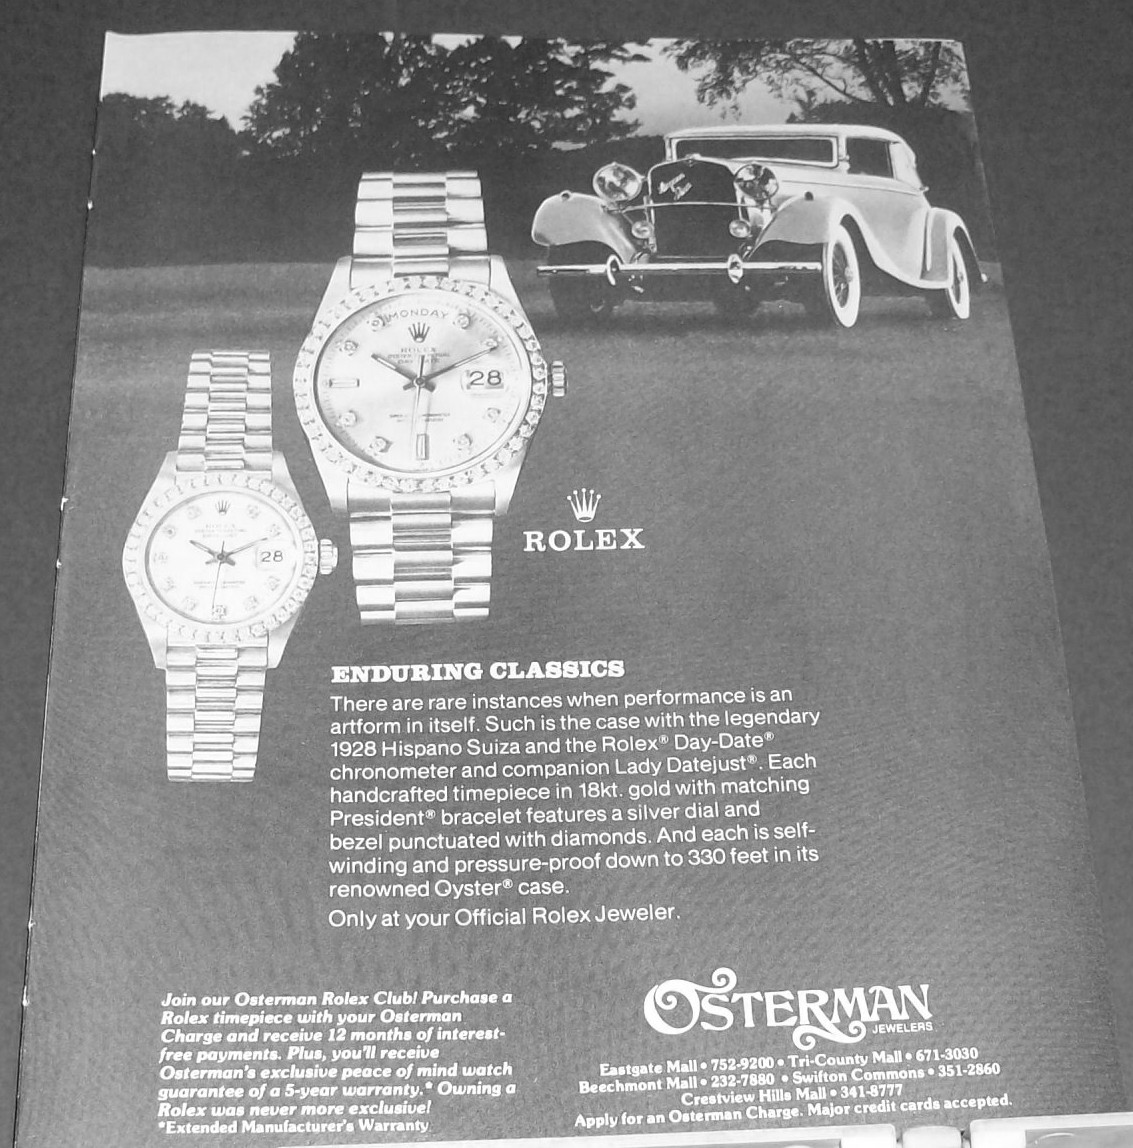 MONDAY
ROLEX
28
28
ROLEX
ENDURING CLASSICS
There are rare instances when performance is an
artform in itself. Such is the case with the legendary
1928 Hispano Suiza and the Rolex® Day-Date®
chronometer and companion Lady Datejust®. Each
handcrafted timepiece in 18kt. gold with matching
President® bracelet features a silver dial and
bezel punctuated with diamonds. And each is self-
winding and pressure-proof down to 330 feet in its
renowned Oyster® case.
Only at your Official Rolex Jeweler.
Join our Osterman Rolex Club! Purchase a
Rolex timepiece with your Osterman
Charge and receive 12 months of interest-
free payments. Plus, you'll receive
Osterman's exclusive peace of mind watch
guarantee of a 5-year warranty.* Owning a
Rolex was never more exclusive!
*Extended Manufacturer's Warranty
OSTERMAN
JEWELERS
Eastgate Mall • 752-9200 • Tri-County Mall • 671-3030
Beechmont Mall • 232-7880 • Swifton Commons • 351-2860
Crestview Hills Mall • 341-8777
Apply for an Osterman Charge. Major credit cards accepted.